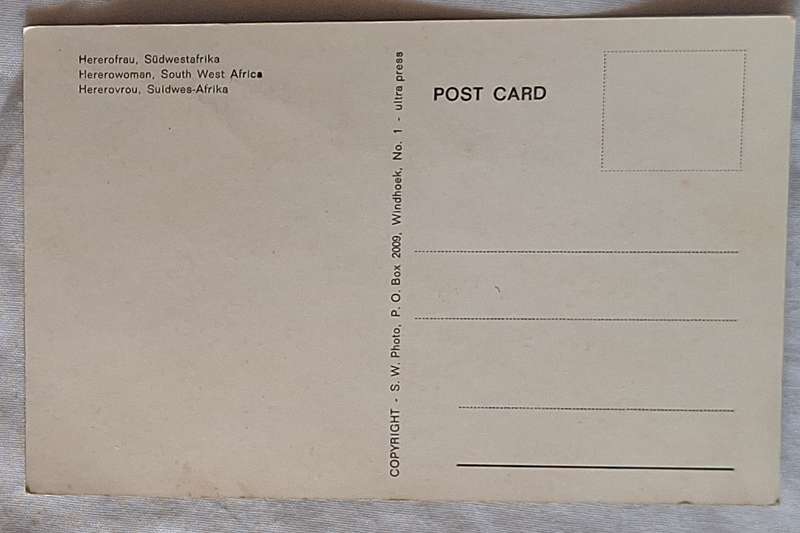 Hererofrau, Südwestafrika
Hererowoman, South West Africa
Hererovrou, Suidwes-Afrika
COPYRIGHT - S. W. Photo, P. O. Box 2009, Windhoek, No. 1 - ultra press
POST CARD